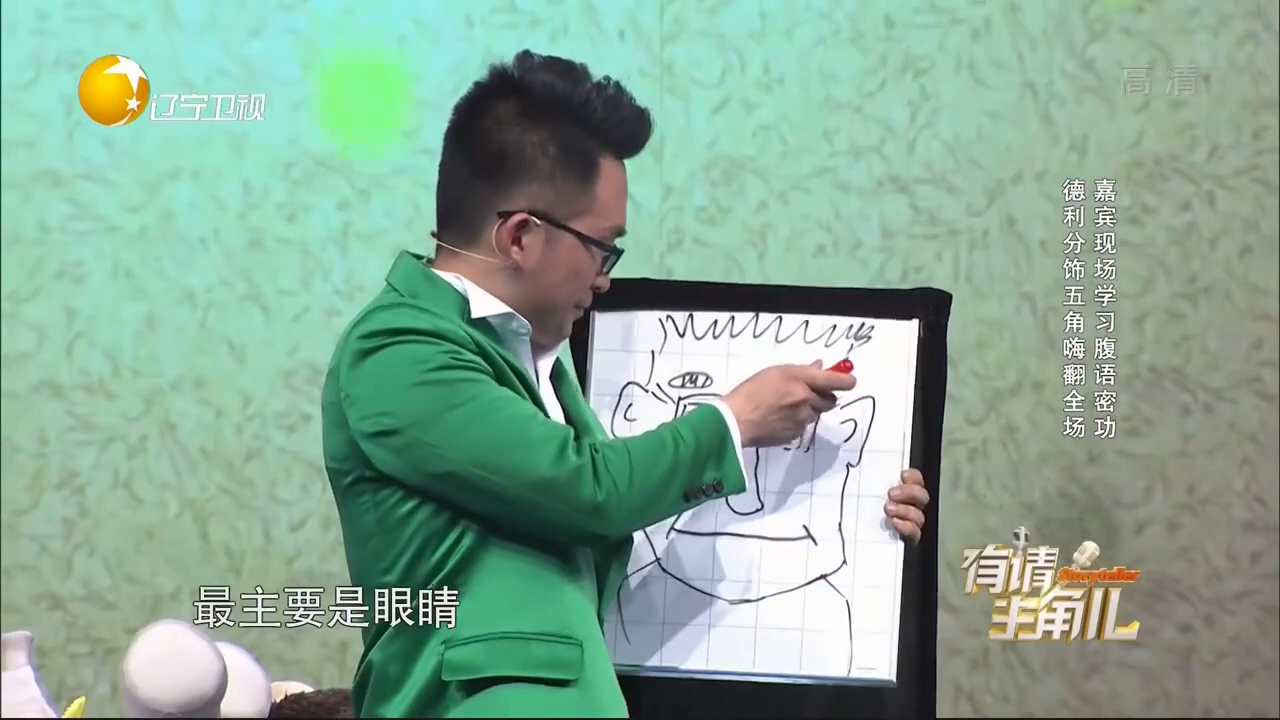 辽宁卫视
高清
嘉宾现场学习腹语密功
德利分饰五角嗨翻全场
有请
Storyteller
主角儿
最主要是眼睛